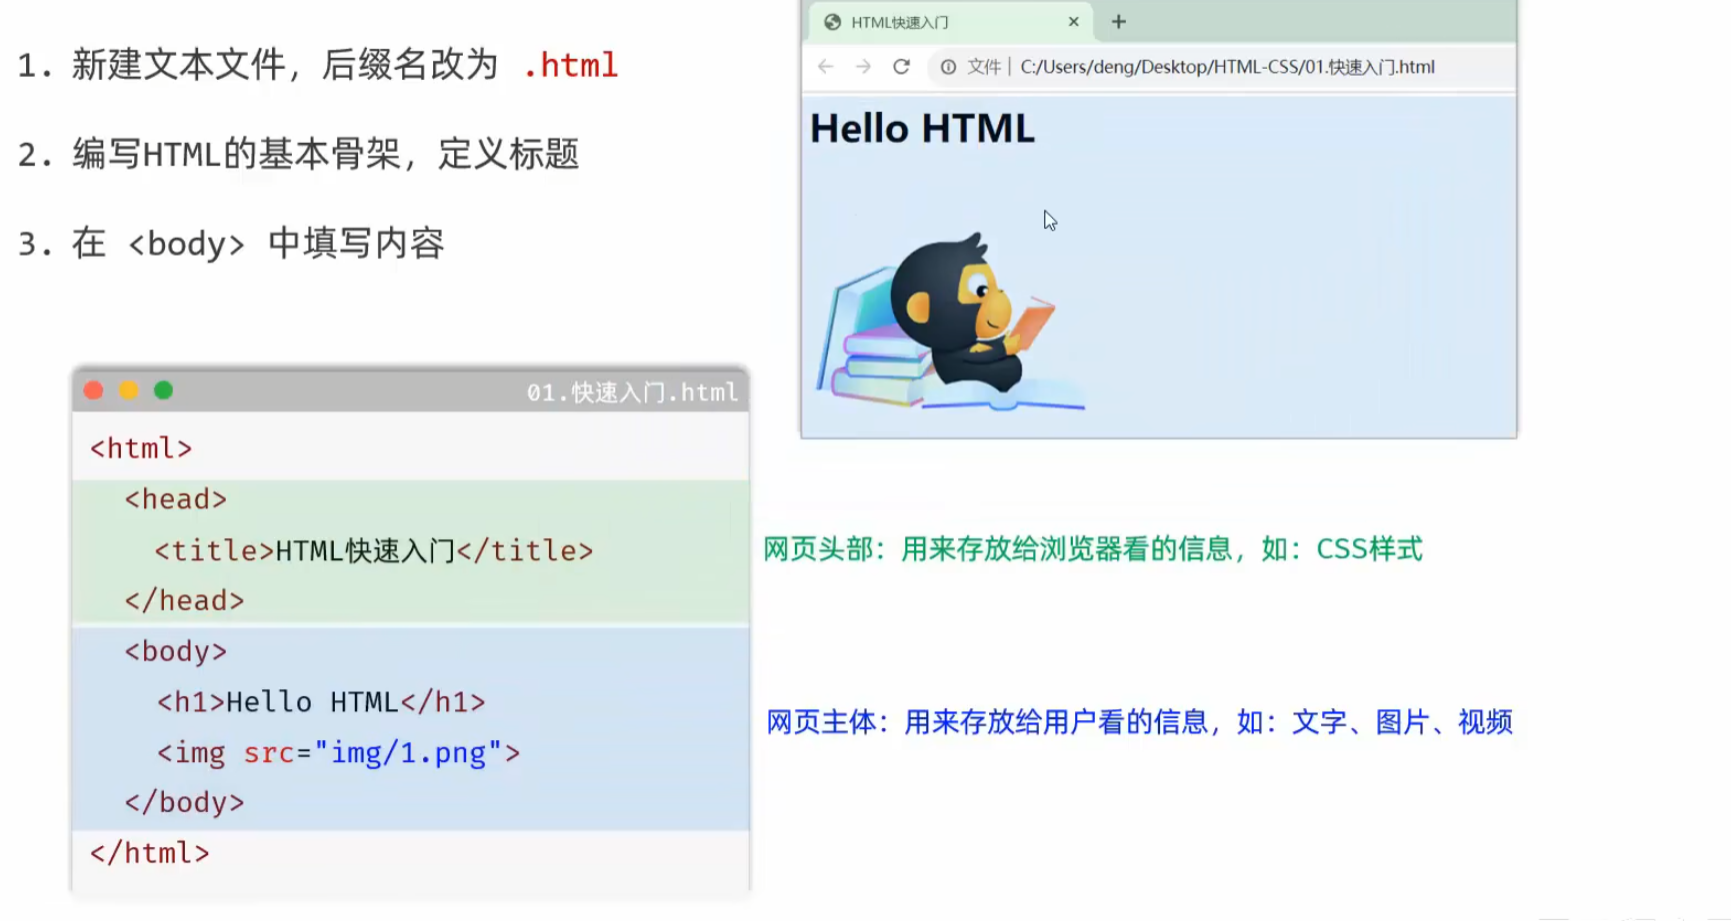 1. 新建文本文件，后缀名改为 .html
2. 编写HTML的基本骨架，定义标题
3. 在 <body> 中填写内容
HTML快速入门
文件 | C:/Users/deng/Desktop/HTML-CSS/01.快速入门.html
Hello HTML
01.快速入门.html
<html>
<head>
<title>HTML快速入门</title>
</head>
<body>
<h1>Hello HTML</h1>
<img src="img/1.png">
</body>
</html>
网页头部：用来存放给浏览器看的信息，如：CSS样式
网页主体：用来存放给用户看的信息，如：文字、图片、视频